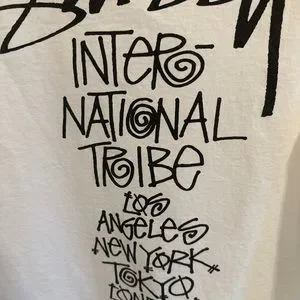 INTER-
NATIONAL
TRIBE
LOS
ANGELES
NEW YORK
TOKYO